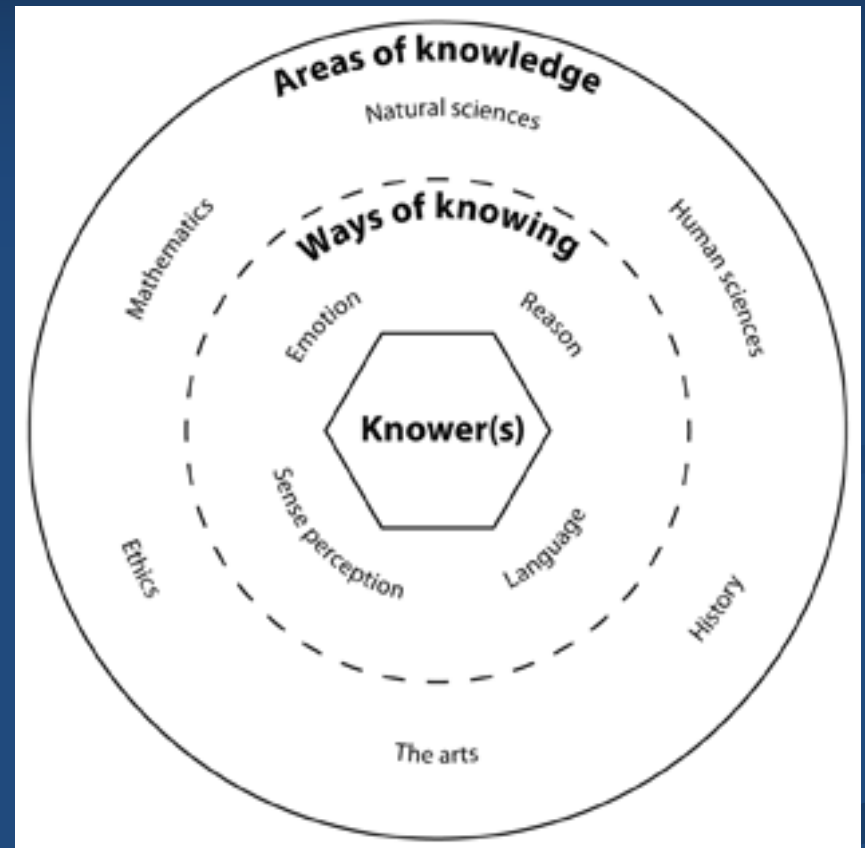 Areas of knowledge
Natural sciences
Mathematics
Human sciences
Ways of knowing
Emotion
Reason
Knower(s)
Sense perception
Language
Ethics
History
The arts